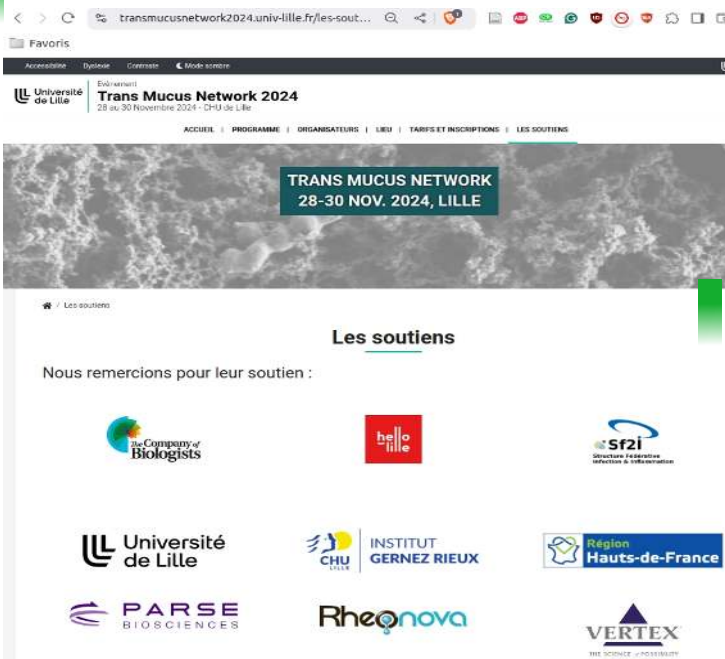 transmucusnetwork2024.univ-lille.fr/les-sout...
Favoris
Accessibilité Dyslexie Contraste Mode sombre
Université de Lille
Evénement
Trans Mucus Network 2024
28 au 30 Novembre 2024 - CHU de Lille
ACCUEIL | PROGRAMME | ORGANISATEURS | LIEU | TARIFS ET INSCRIPTIONS | LES SOUTIENS
TRANS MUCUS NETWORK
28-30 NOV. 2024, LILLE
/ Les soutiens
Les soutiens
Nous remercions pour leur soutien :
The Company of
Biologists
hello
lille
Sf2i
Structure Fédérative
Infection & Inflammation
Université
de Lille
CHU
LILLE
INSTITUT
GERNEZ RIEUX
Région
Hauts-de-France
PARSE
BIOSCIENCES
Rheonova
VERTEX
THE SCIENCE of POSSIBILITY